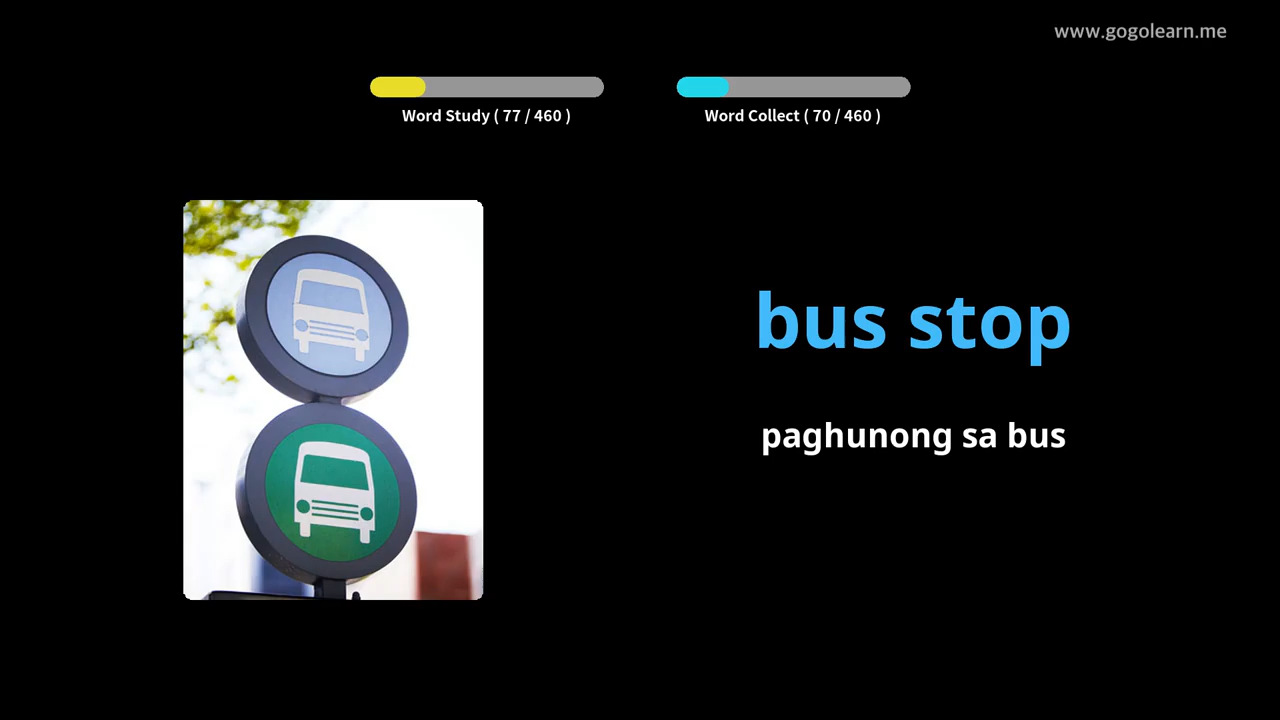 www.gogolearn.me
Word Study ( 77 / 460 )
Word Collect ( 70 / 460 )
bus stop
paghunong sa bus